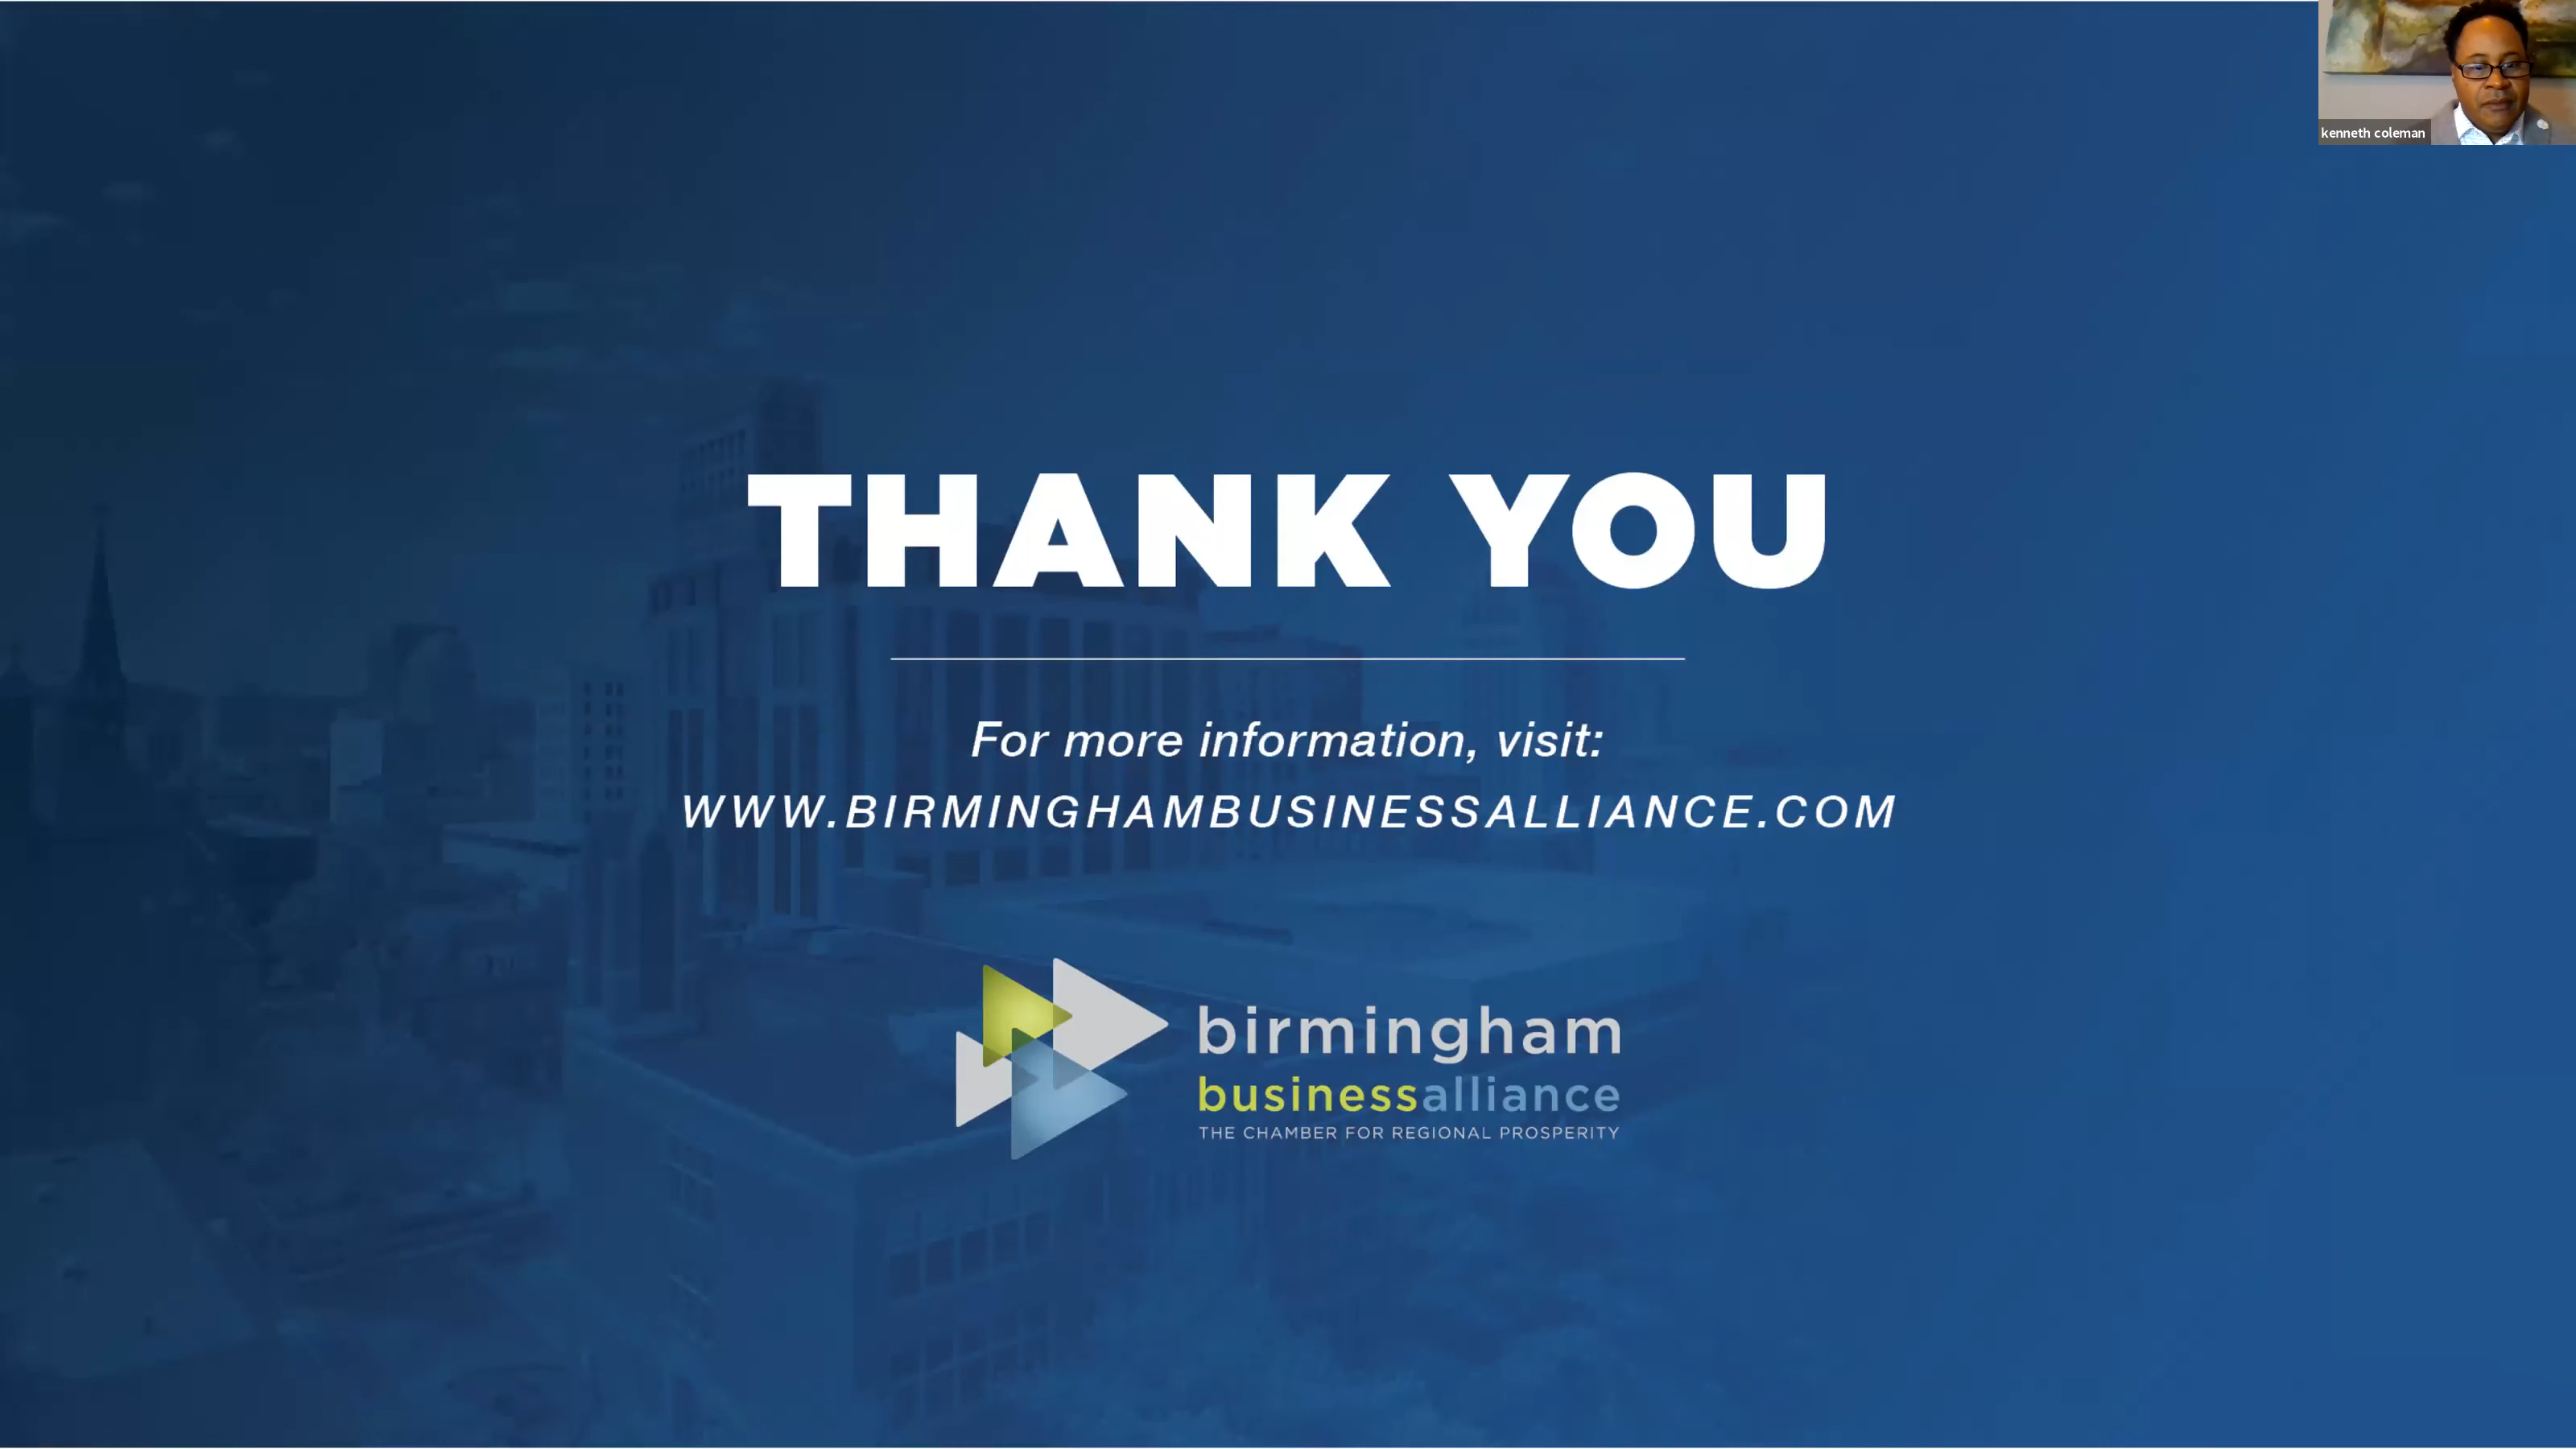 kenneth coleman
THANK YOU
For more information, visit:
WWW.BIRMINGHAMBUSINESSALLIANCE.COM
birmingham
businessalliance
THE CHAMBER FOR REGIONAL PROSPERITY